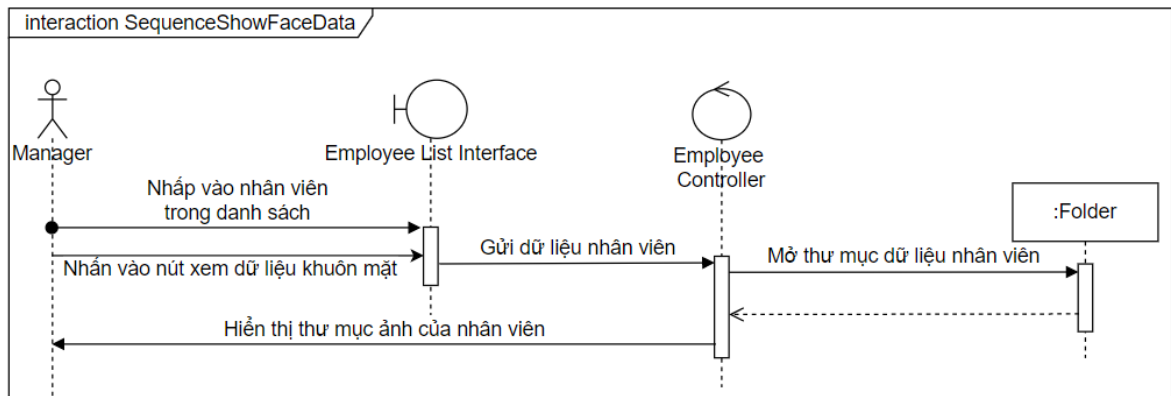 interaction SequenceShowFaceData
Manager
Employee List Interface
Employee
Controller
:Folder
Nhấp vào nhân viên
trong danh sách
Nhấn vào nút xem dữ liệu khuôn mặt
Gửi dữ liệu nhân viên
Mở thư mục dữ liệu nhân viên
Hiển thị thư mục ảnh của nhân viên